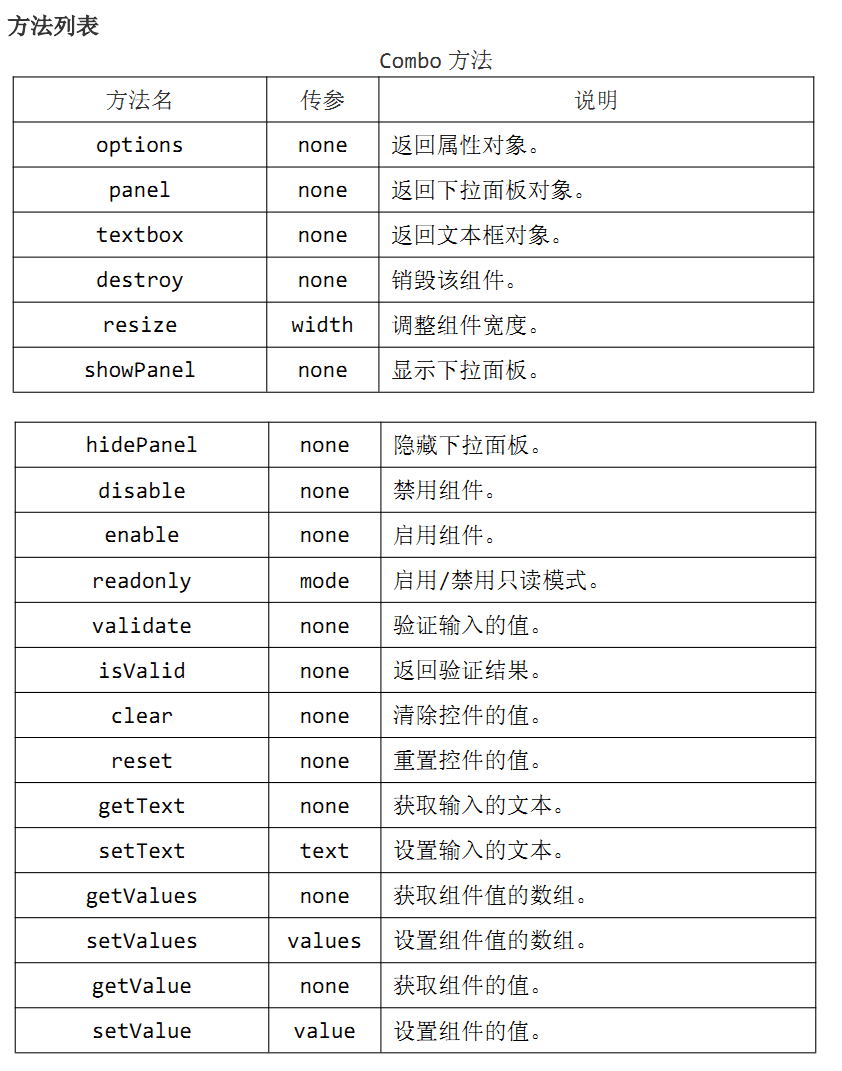 方法列表
Combo 方法
方法名 传参 说明
options none 返回属性对象。
panel none 返回下拉面板对象。
textbox none 返回文本框对象。
destroy none 销毁该组件。
resize width 调整组件宽度。
showPanel none 显示下拉面板。
hidePanel none 隐藏下拉面板。
disable none 禁用组件。
enable none 启用组件。
readonly mode 启用/禁用只读模式。
validate none 验证输入的值。
isValid none 返回验证结果。
clear none 清除控件的值。
reset none 重置控件的值。
getText none 获取输入的文本。
setText text 设置输入的文本。
getValues none 获取组件值的数组。
setValues values 设置组件值的数组。
getValue none 获取组件的值。
setValue value 设置组件的值。